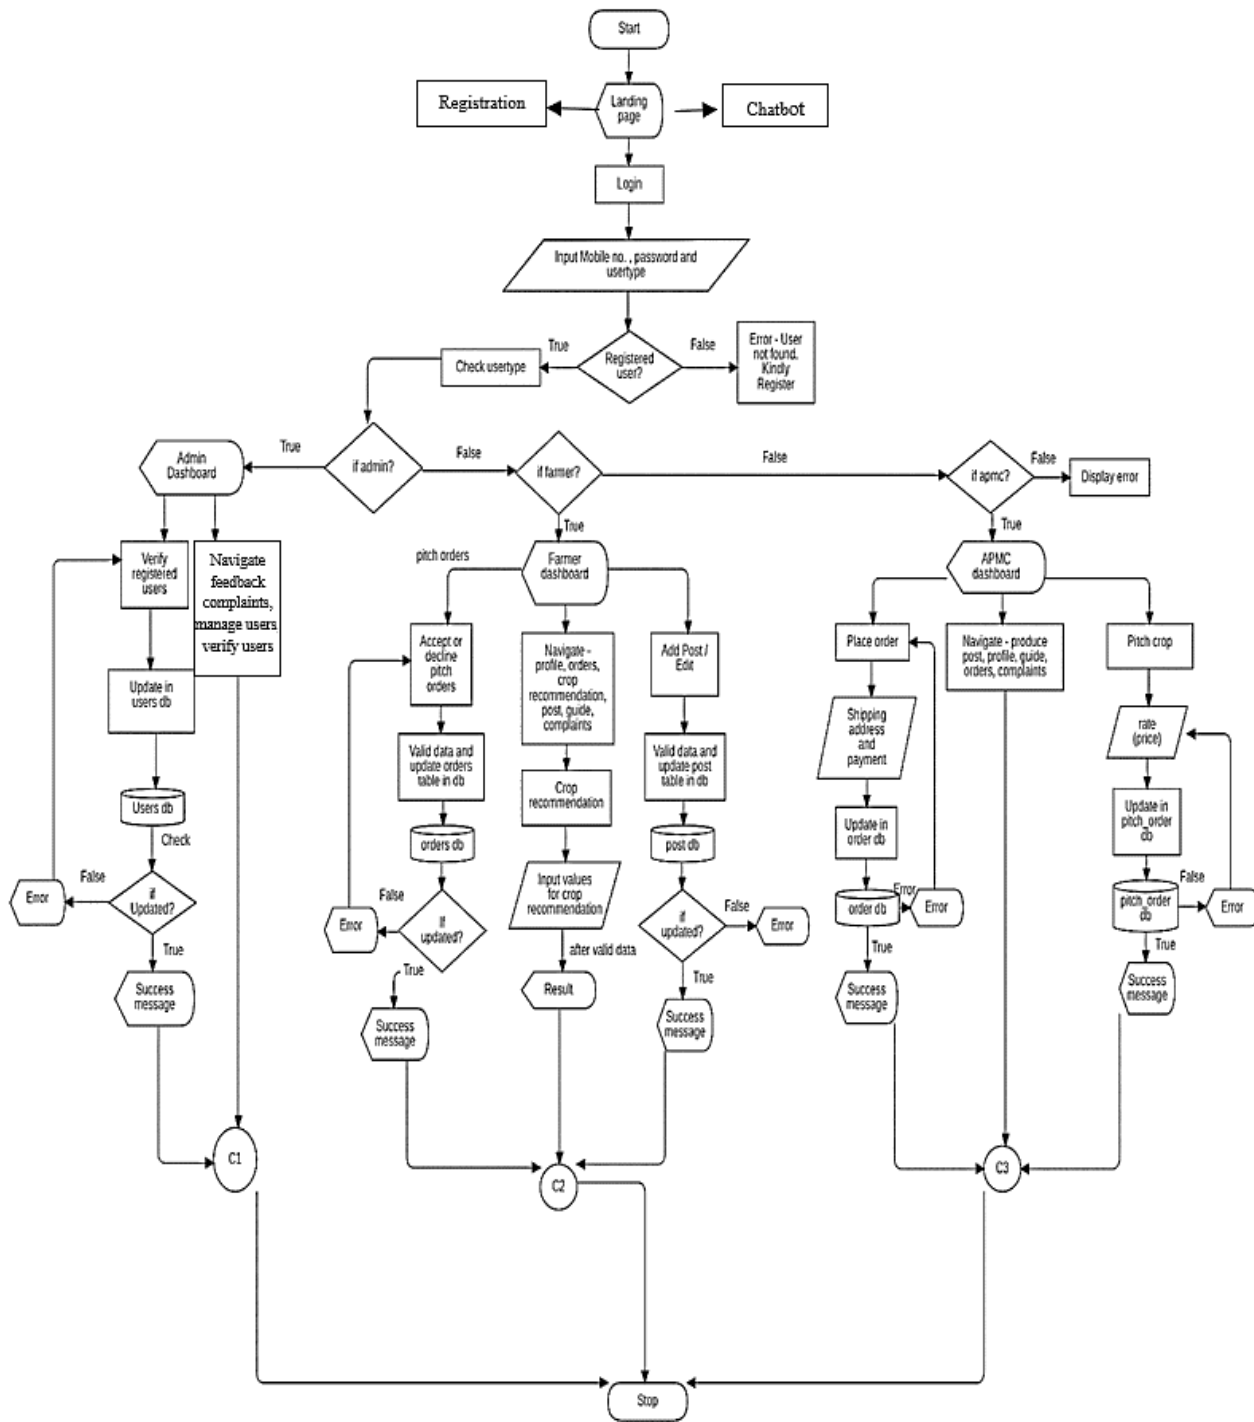 Start
Registration
Landing
page
Chatbot
Login
Input Mobile no. , password and
usertype
Registered
user?
True
False
Check usertype
Error - User
not found.
Kindly
Register
if admin?
True
False
Admin
Dashboard
if farmer?
False
True
if apmc?
False
Display error
True
Verify
registered
users
Navigate
feedback
complaints,
manage users,
verify users
Update in
users db
Users db
Check
if
Updated?
False
Error
True
Success
message
C1
pitch orders
Farmer
dashboard
Accept or
decline
pitch
orders
Valid data and
update orders
table in db
orders db
If
updated?
False
Error
True
Success
message
Navigate -
profile, orders,
crop
recommendation,
post, guide,
complaints
Crop
recommendation
Input values
for crop
recommendation
after valid data
Result
Add Post /
Edit
Valid data and
update post
table in db
post db
if
updated?
False
Error
True
Success
message
C2
APMC
dashboard
Place order
Shipping
address
and
payment
Update in
order db
order db
Error
Error
True
Success
message
Navigate - produce
post, profile, guide,
orders, complaints
Pitch crop
rate
(price)
Update in
pitch_order
db
pitch_order
db
False
Error
True
Success
message
C3
Stop